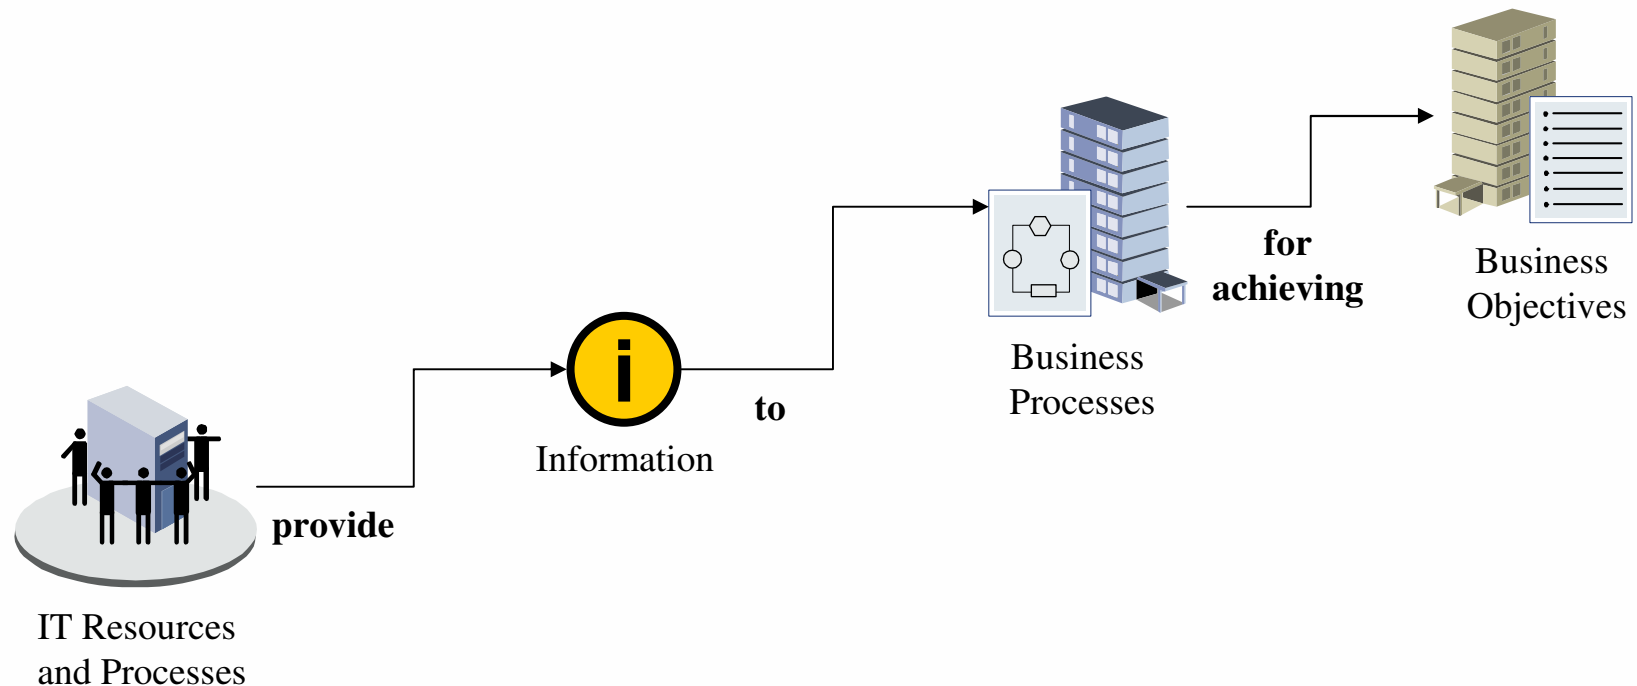 IT Resources
and Processes
provide
i
Information
to
Business
Processes
for
achieving
Business
Objectives